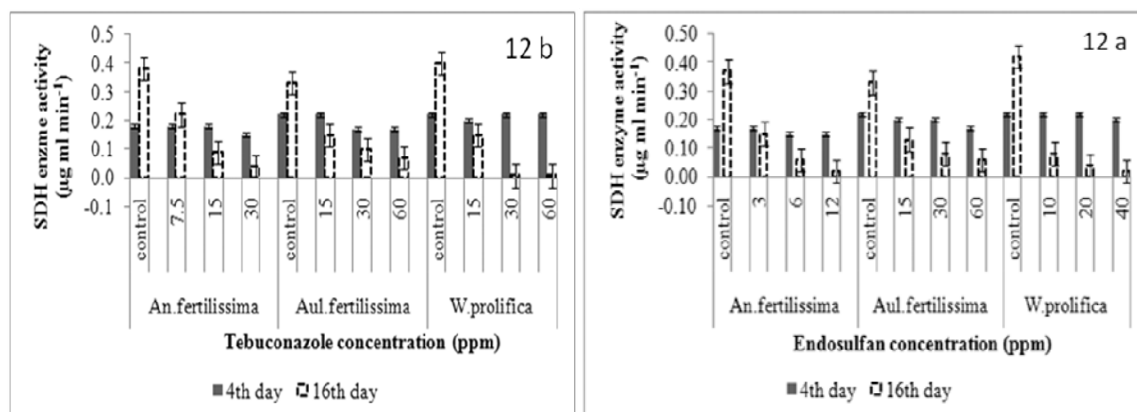 12 b
SDH enzme activity
(µg ml min⁻¹)
0.5
0.4
0.3
0.2
0.1
0.0
-0.1
control
7.5
15
30
control
15
30
60
control
15
30
60
An.fertilissima
Aul.fertilissima
W.prolifica
Tebuconazole concentration (ppm)
4th day
16th day
12 a
SDH enzyme activity
(µg ml min⁻¹)
0.50
0.40
0.30
0.20
0.10
0.00
-0.10
control
3
6
12
control
15
30
60
control
10
20
40
An.fertilissima
Aul.fertilissima
W.prolifica
Endosulfan concentration (ppm)
4th day
16th day